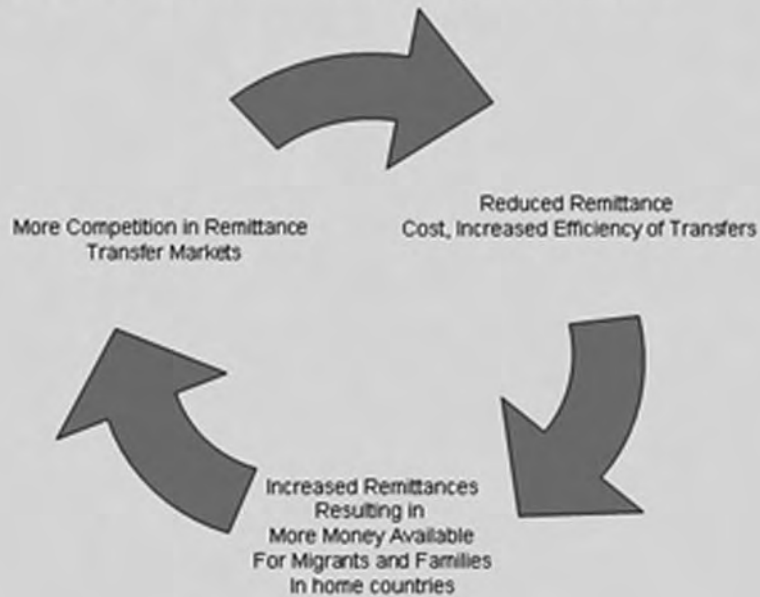 More Competition in Remittance
Transfer Markets
Reduced Remittance
Cost, Increased Efficiency of Transfers
Increased Remittances
Resulting in
More Money Available
For Migrants and Families
In home countries